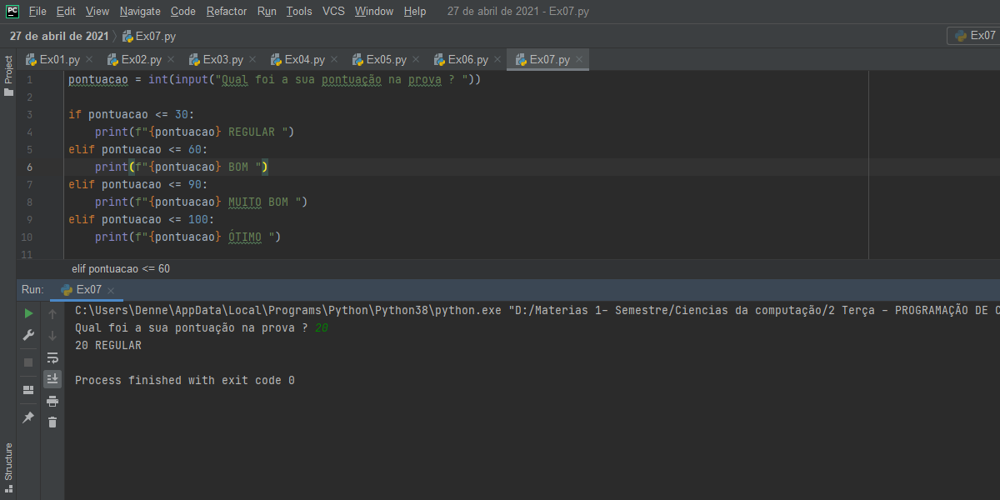 PC File Edit View Navigate Code Refactor Run Tools VCS Window Help 27 de abril de 2021 - Ex07.py
27 de abril de 2021 Ex07.py Ex07
Ex01.py Ex02.py Ex03.py Ex04.py Ex05.py Ex06.py Ex07.py
Project
1 pontuacao = int(input("Qual foi a sua pontuação na prova ? "))
2
3 if pontuacao <= 30:
4 print(f"{pontuacao} REGULAR ")
5 elif pontuacao <= 60:
6 print(f"{pontuacao} BOM ")
7 elif pontuacao <= 90:
8 print(f"{pontuacao} MUITO BOM ")
9 elif pontuacao <= 100:
10 print(f"{pontuacao} ÓTIMO ")
11
elif pontuacao <= 60
Run: Ex07
C:\Users\Denne\AppData\Local\Programs\Python\Python38\python.exe "D:/Materias 1- Semestre/Ciencias da computação/2 Terça - PROGRAMAÇÃO DE C
Qual foi a sua pontuação na prova ? 20
20 REGULAR
Process finished with exit code 0
Structure